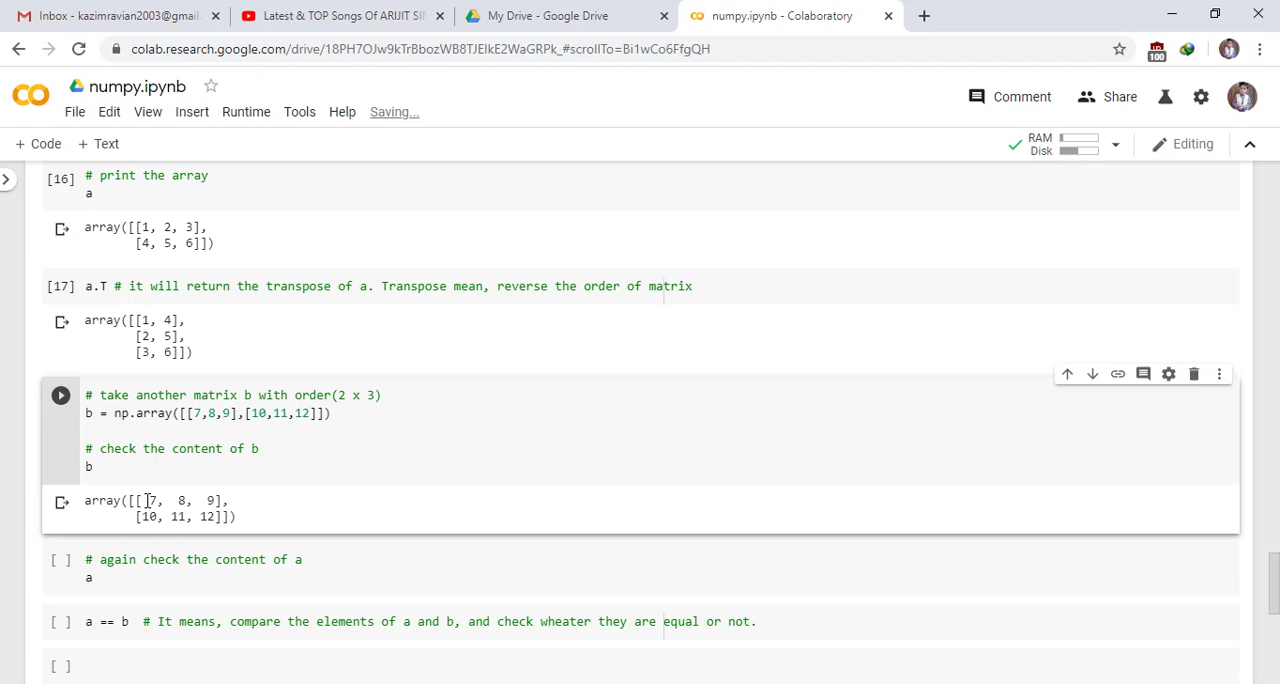 Inbox - kazimravian2003@gmail.
Latest & TOP Songs Of ARIJIT SIN
My Drive - Google Drive
numpy.ipynb - Colaboratory
colab.research.google.com/drive/18PH7OJw9kTrBbozWB8TJEIkE2WaGRPk_#scrollTo=Bi1wCo6FfgQH
100
numpy.ipynb
File Edit View Insert Runtime Tools Help Saving...
Comment Share
+ Code + Text
RAM
Disk
Editing
[16] # print the array
a
array([[1, 2, 3],
[4, 5, 6]])
[17] a.T # it will return the transpose of a. Transpose mean, reverse the order of matrix
array([[1, 4],
[2, 5],
[3, 6]])
# take another matrix b with order(2 x 3)
b = np.array([[7,8,9],[10,11,12]])
# check the content of b
b
array([[ 7, 8, 9],
[10, 11, 12]])
[ ] # again check the content of a
a
[ ] a == b # It means, compare the elements of a and b, and check wheater they are equal or not.
[ ]